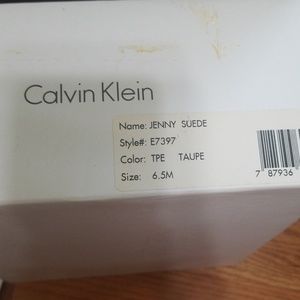 Calvin Klein
Name: JENNY SUEDE
Style#: E7397
Color: TPE TAUPE
Size: 6.5M
7 87936